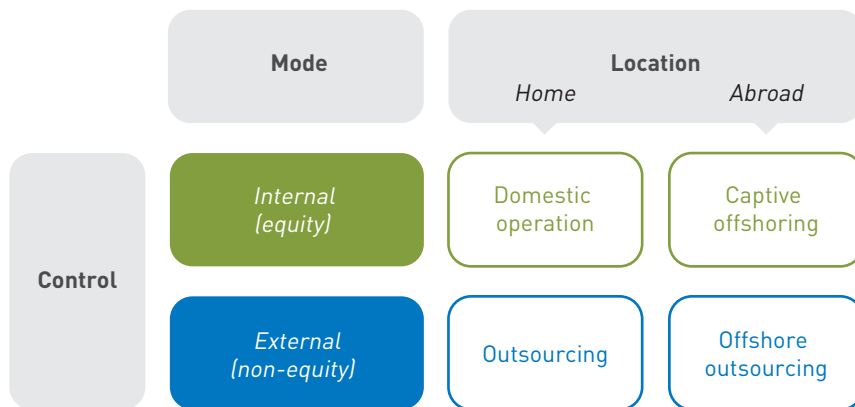 Mode
Location
Home
Abroad
Control
Internal
(equity)
Domestic
operation
Captive
offshoring
External
(non-equity)
Outsourcing
Offshore
outsourcing